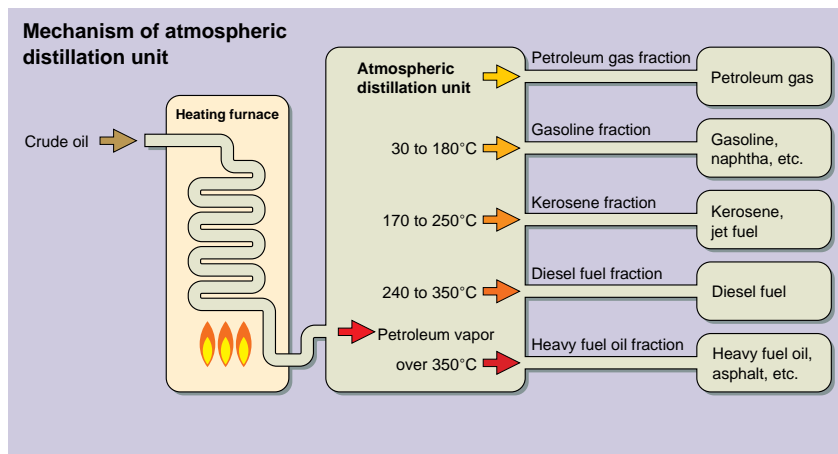 Mechanism of atmospheric
distillation unit
Crude oil
Heating furnace
Atmospheric
distillation unit
30 to 180°C
170 to 250°C
240 to 350°C
Petroleum vapor
over 350°C
Petroleum gas fraction
Petroleum gas
Gasoline fraction
Gasoline,
naphtha, etc.
Kerosene fraction
Kerosene,
jet fuel
Diesel fuel fraction
Diesel fuel
Heavy fuel oil fraction
Heavy fuel oil,
asphalt, etc.